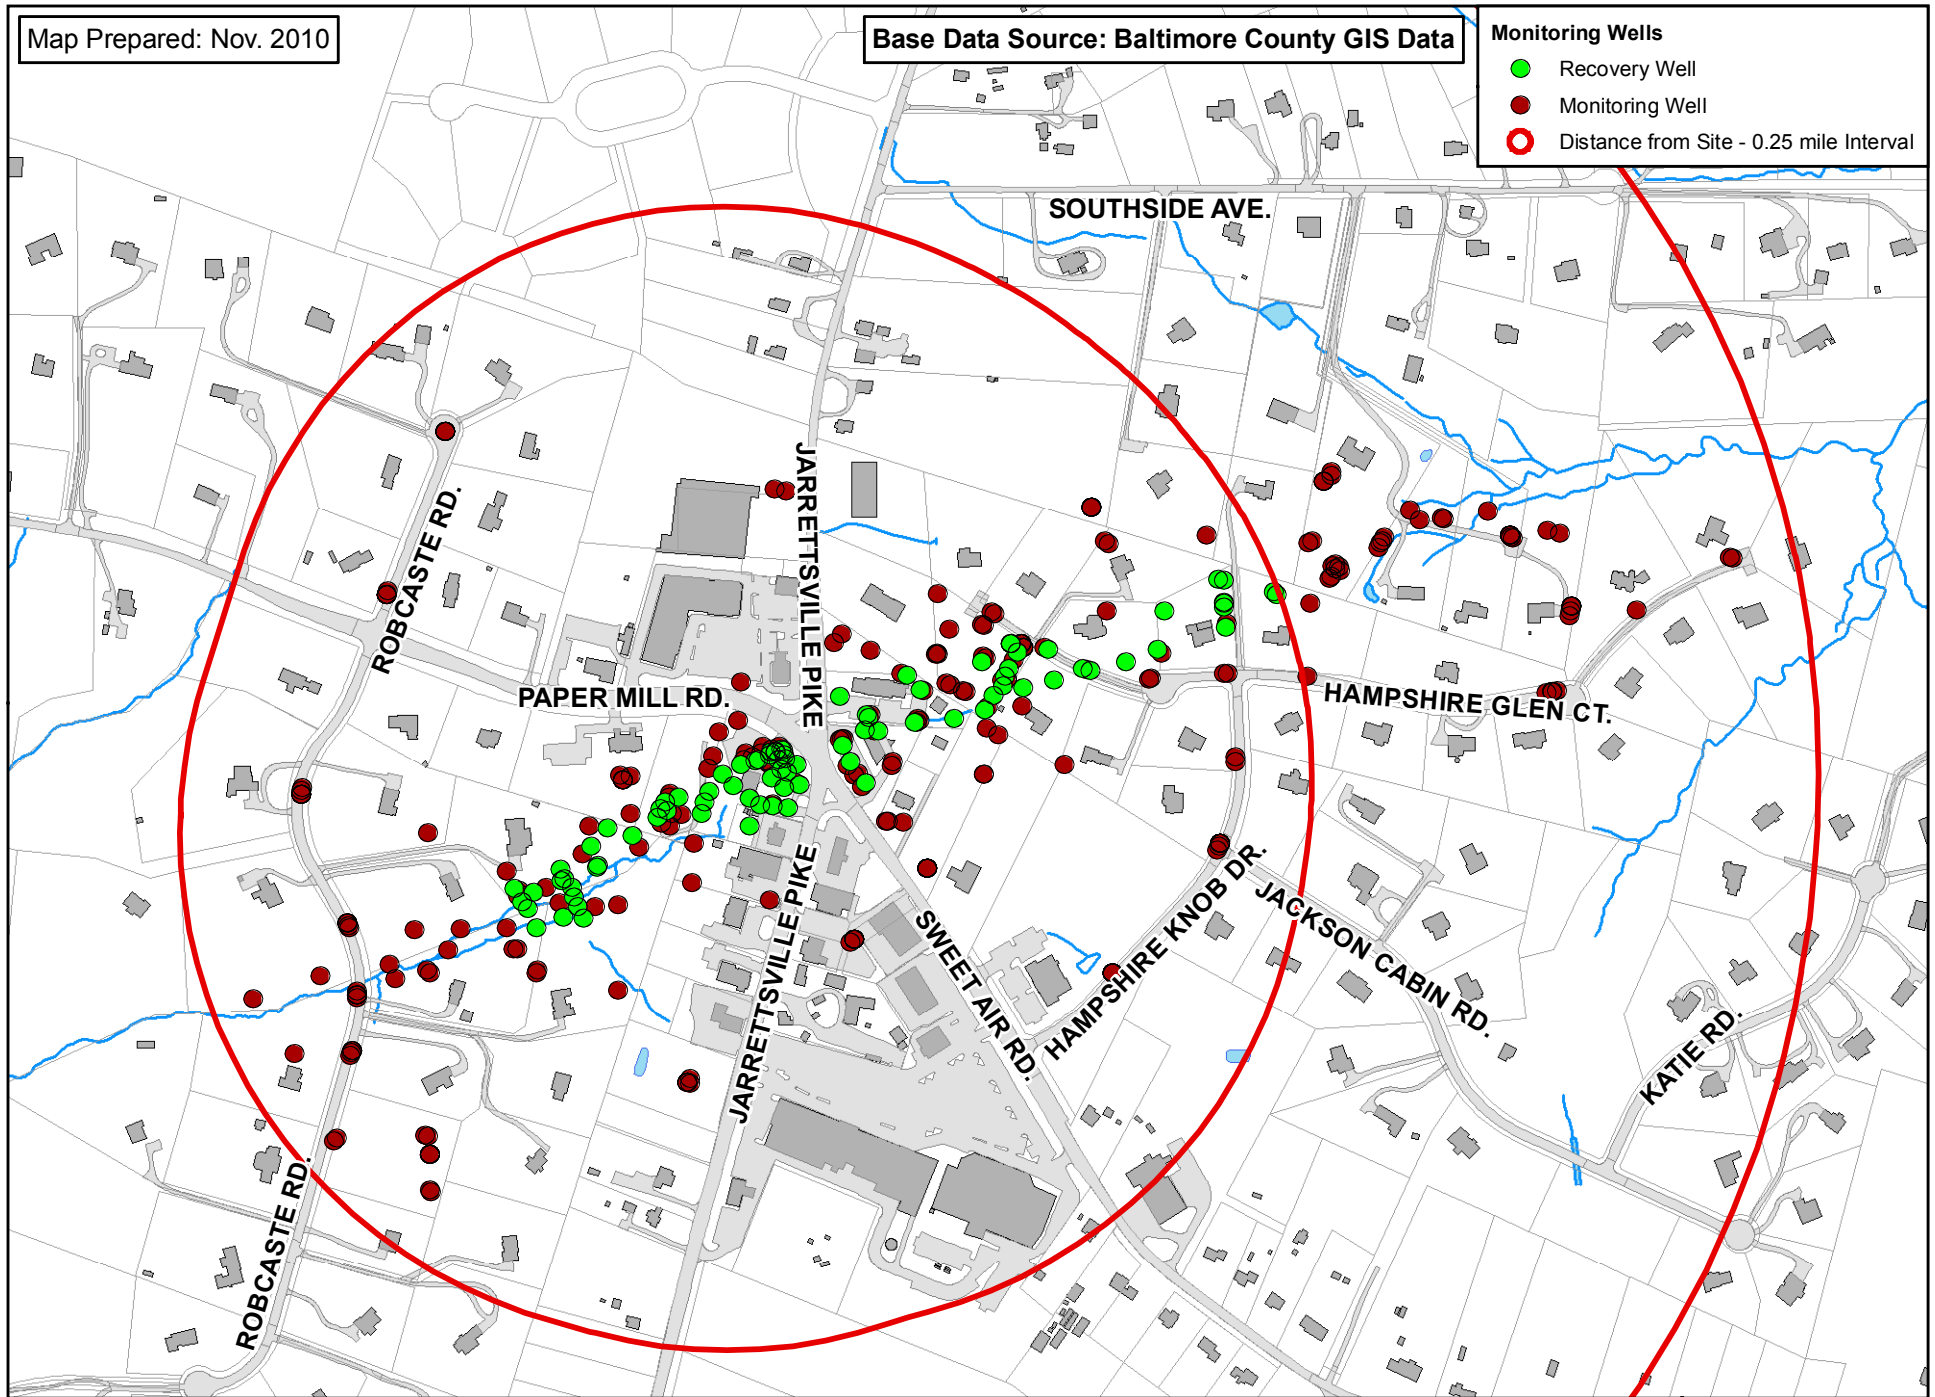 Map Prepared: Nov. 2010
Base Data Source: Baltimore County GIS Data
Monitoring Wells
Recovery Well
Monitoring Well
Distance from Site - 0.25 mile Interval
SOUTHSIDE AVE.
JARRETTSVILLE PIKE
ROBCASTE RD.
PAPER MILL RD.
HAMPSHIRE GLEN CT.
JARRETTSVILLE PIKE
SWEET AIR RD.
HAMPSHIRE KNOB DR.
JACKSON CABIN RD.
KATIE RD.
ROBCASTE RD.